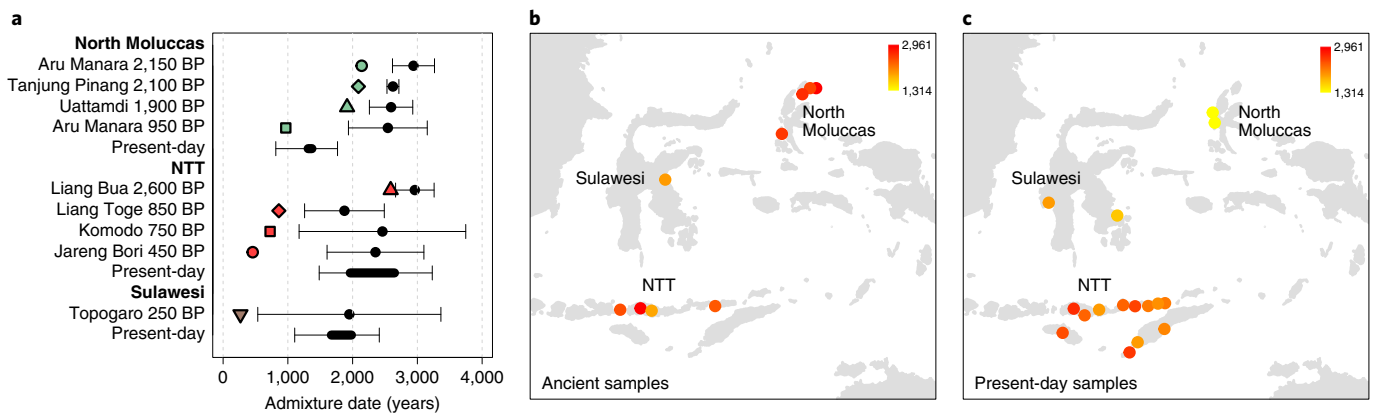 a
North Moluccas
Aru Manara 2,150 BP
Tanjung Pinang 2,100 BP
Uattamdi 1,900 BP
Aru Manara 950 BP
Present-day
NTT
Liang Bua 2,600 BP
Liang Toge 850 BP
Komodo 750 BP
Jareng Bori 450 BP
Present-day
Sulawesi
Topogaro 250 BP
Present-day
0 1,000 2,000 3,000 4,000
Admixture date (years)
b
2,961
1,314
North
Moluccas
Sulawesi
NTT
Ancient samples
c
2,961
1,314
North
Moluccas
Sulawesi
NTT
Present-day samples